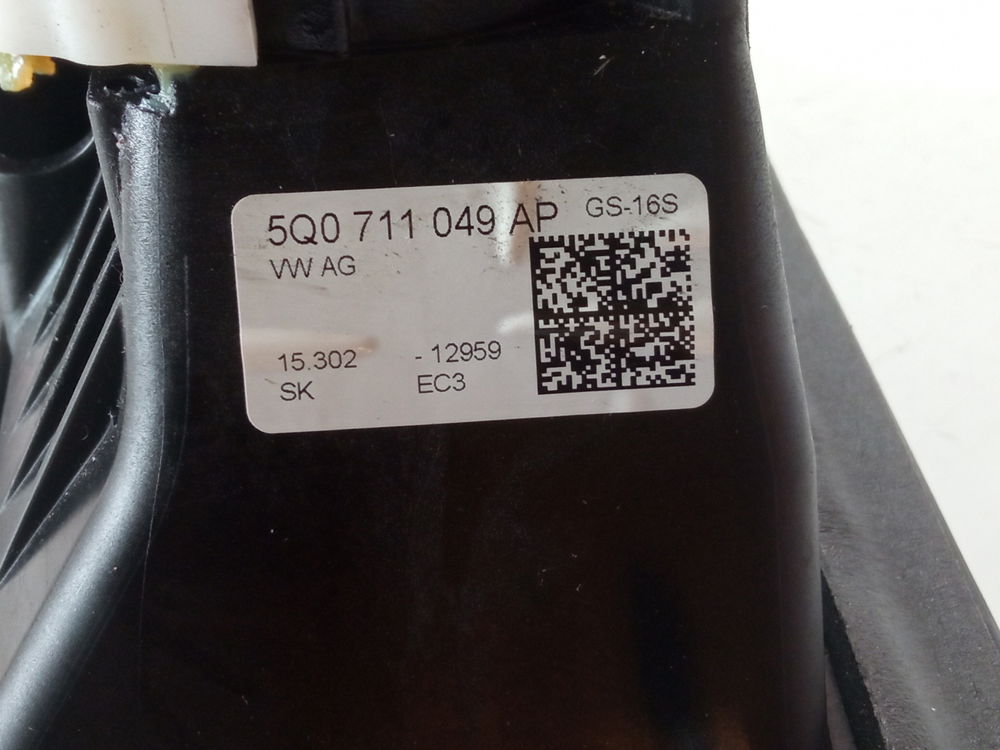 5Q0 711 049 AP GS-16S
VW AG
15.302 - 12959
SK EC3